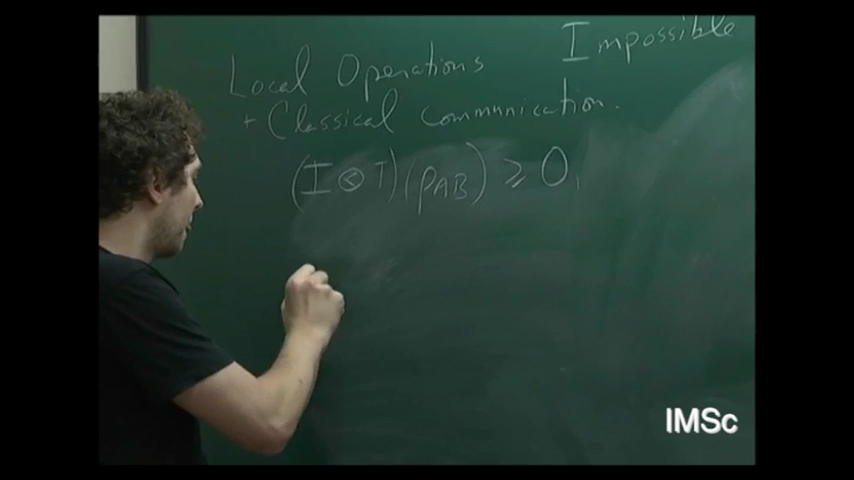 Impossible
Local Operations
+ Classical communication.
(I ⊗ T)(ρAB) ≥ 0,
IMSc